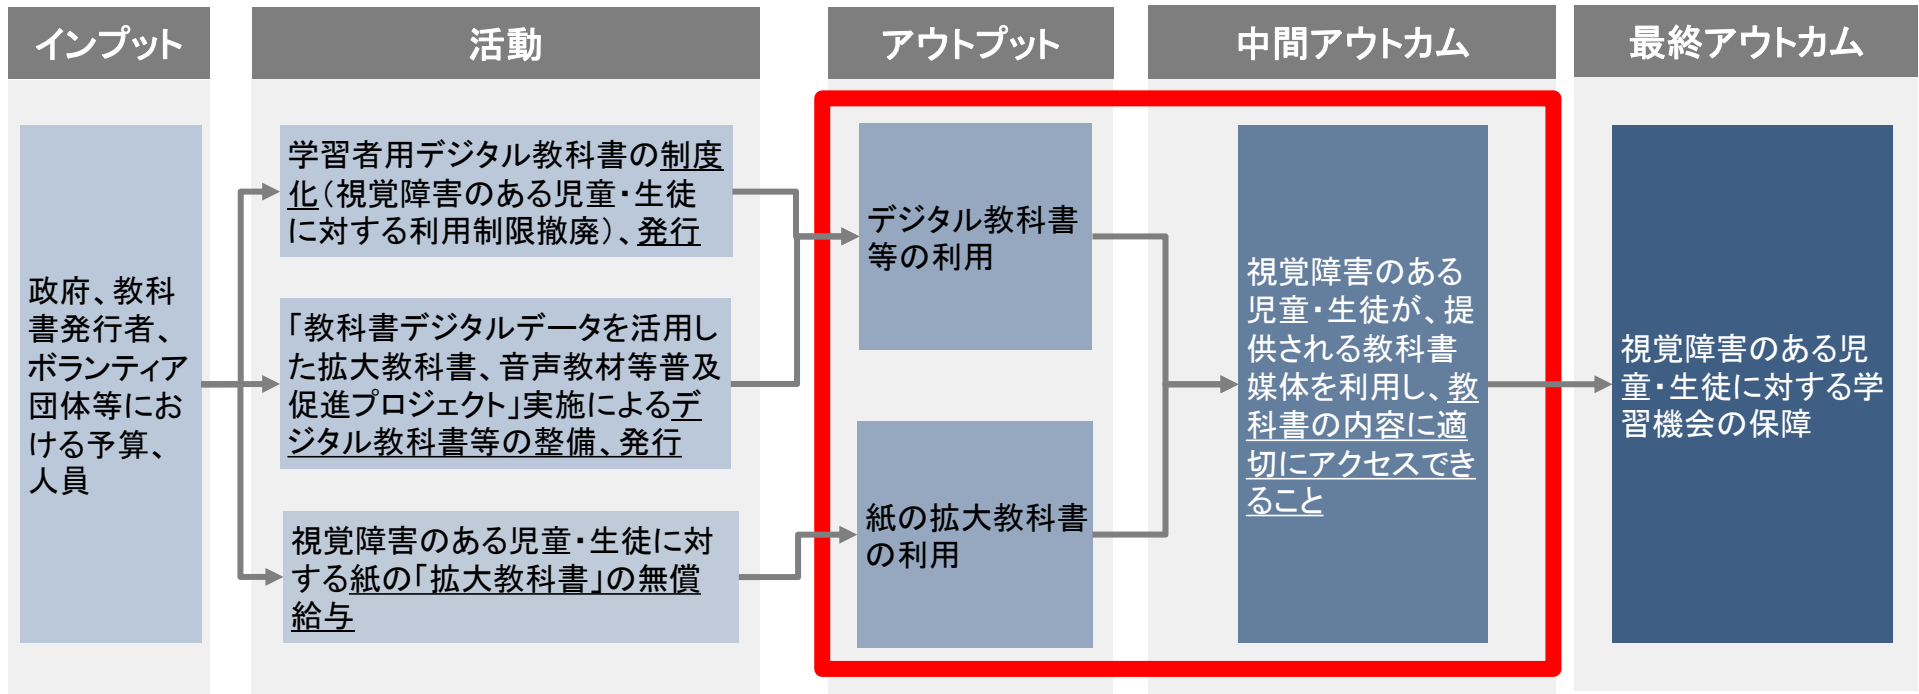 インプット
活動
アウトプット
中間アウトカム
最終アウトカム
政府、教科
書発行者、
ボランティア
団体等にお
ける予算、
人員
学習者用デジタル教科書の制度
化(視覚障害のある児童・生徒
に対する利用制限撤廃)、発行
「教科書デジタルデータを活用し
た拡大教科書、音声教材等普及
促進プロジェクト」実施によるデ
ジタル教科書等の整備、発行
視覚障害のある児童・生徒に対
する紙の「拡大教科書」の無償
給与
デジタル教科書
等の利用
紙の拡大教科書
の利用
視覚障害のある
児童・生徒が、提
供される教科書
媒体を利用し、教
科書の内容に適
切にアクセスでき
ること
視覚障害のある児
童・生徒に対する学
習機会の保障